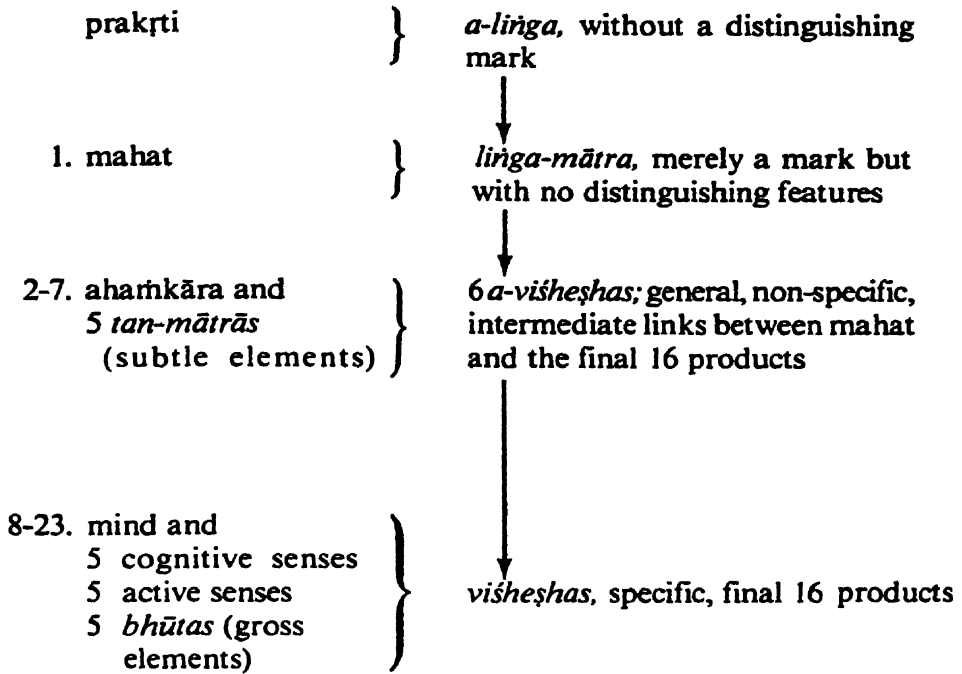 prakṛti
a-liṅga, without a distinguishing
mark
1. mahat
liṅga-mātra, merely a mark but
with no distinguishing features
2-7. ahaṁkāra and
5 tan-mātrās
(subtle elements)
6 a-viśheṣhas; general, non-specific,
intermediate links between mahat
and the final 16 products
8-23. mind and
5 cognitive senses
5 active senses
5 bhūtas (gross
elements)
viśheṣhas, specific, final 16 products